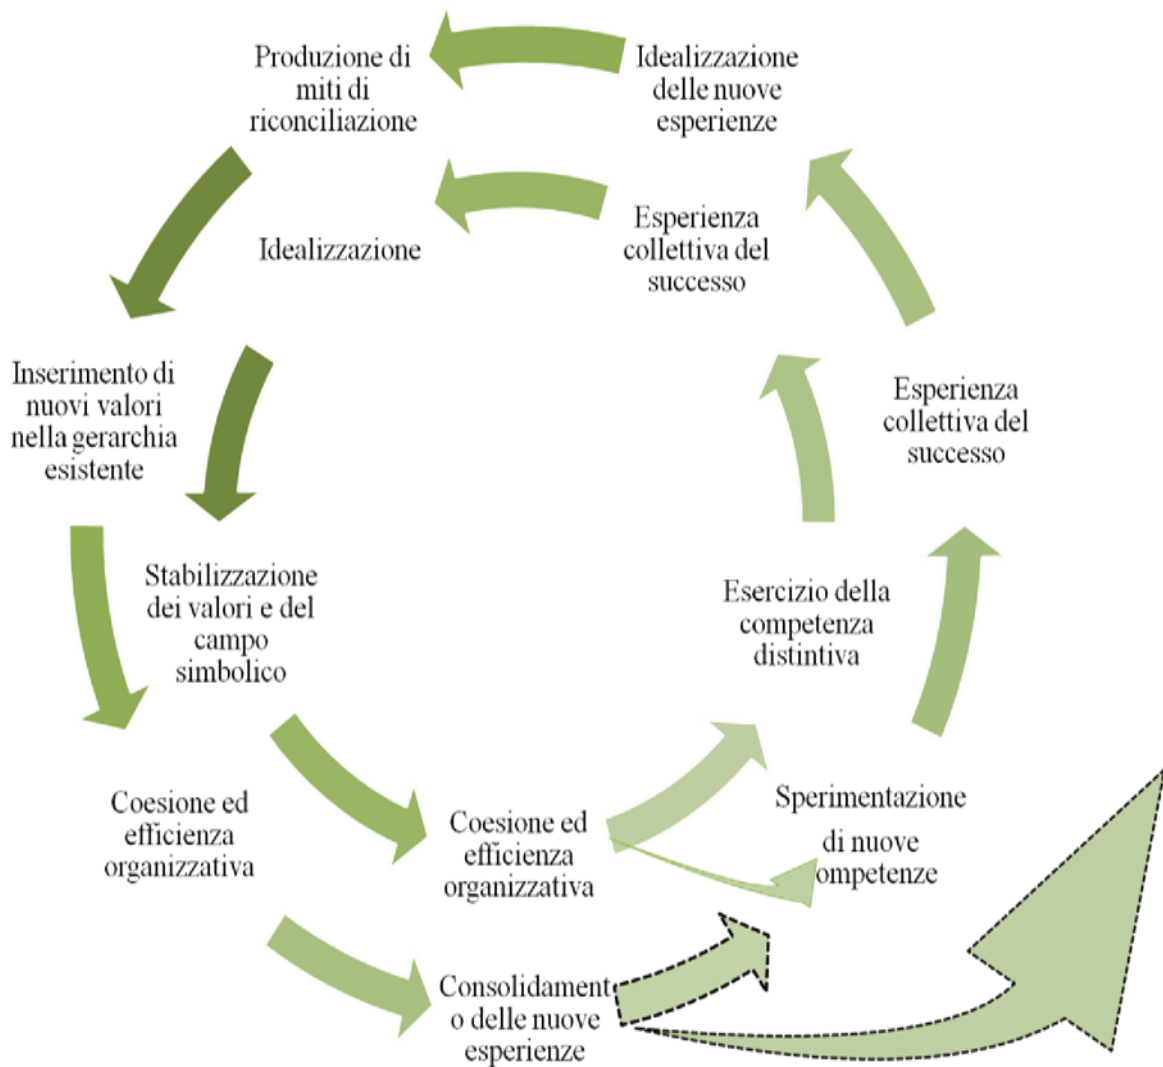 Produzione di
miti di
riconciliazione
Idealizzazione
delle nuove
esperienze
Idealizzazione
Esperienza
collettiva del
successo
Inserimento di
nuovi valori
nella gerarchia
esistente
Esperienza
collettiva del
successo
Stabilizzazione
dei valori e del
campo
simbolico
Esercizio della
competenza
distintiva
Coesione ed
efficienza
organizzativa
Coesione ed
efficienza
organizzativa
Sperimentazione
di nuove
ompetenze
Consolidament
o delle nuove
esperienze